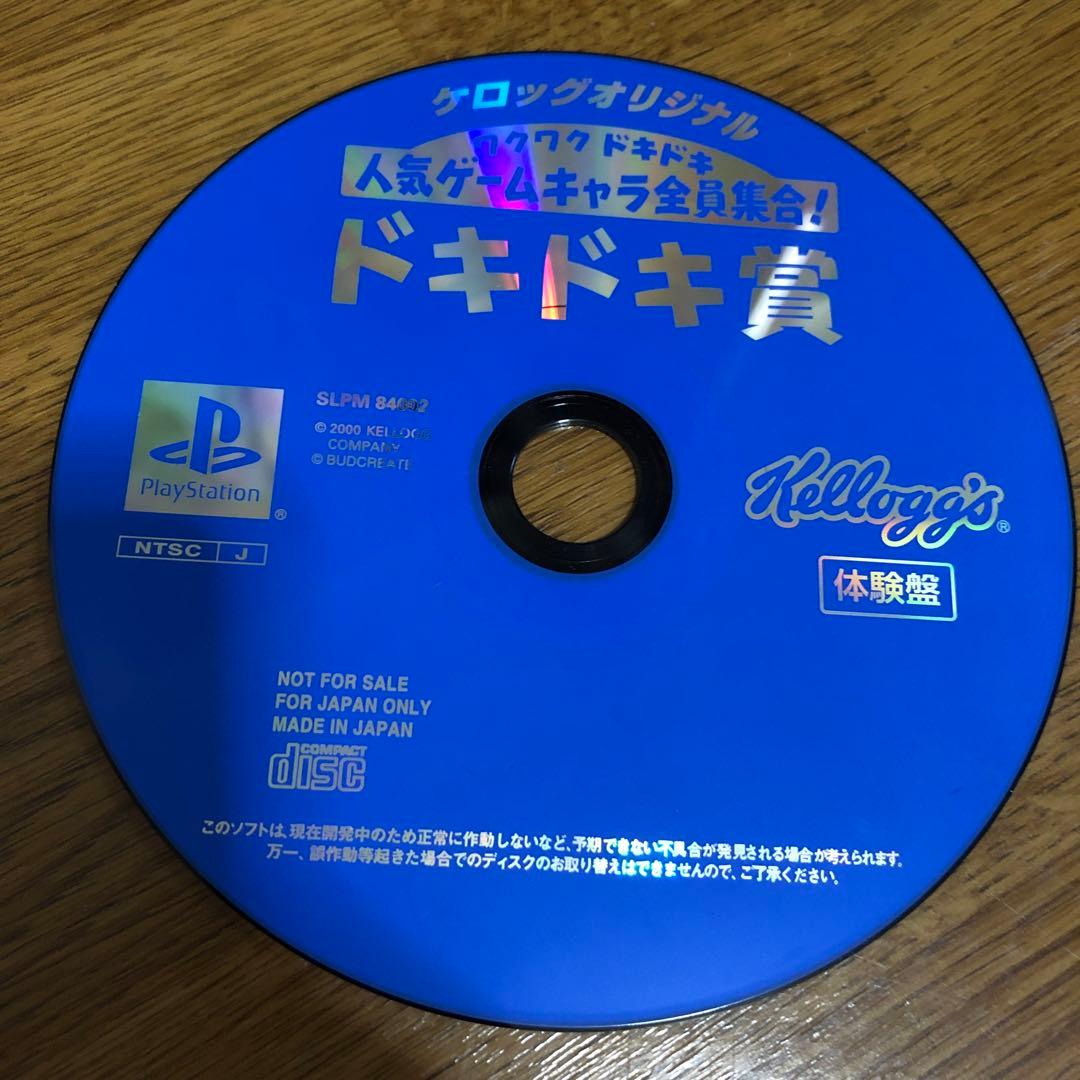 ケロッグオリジナル
ワクワク ドキドキ
人気ゲームキャラ全員集合!
ドキドキ賞
PlayStation®
NTSC J
SLPM
© 2000 KELLOGG
COMPANY
© BUDCREATE
Kellogg's®
体験盤
NOT FOR SALE
FOR JAPAN ONLY
MADE IN JAPAN
COMPACT
disc
このソフトは、現在開発中のため正常に作動しないなど、予期できない不具合が発見される場合が考えられます。
万一、誤作動等起きた場合でのディスクのお取り替えはできませんので、ご了承ください。